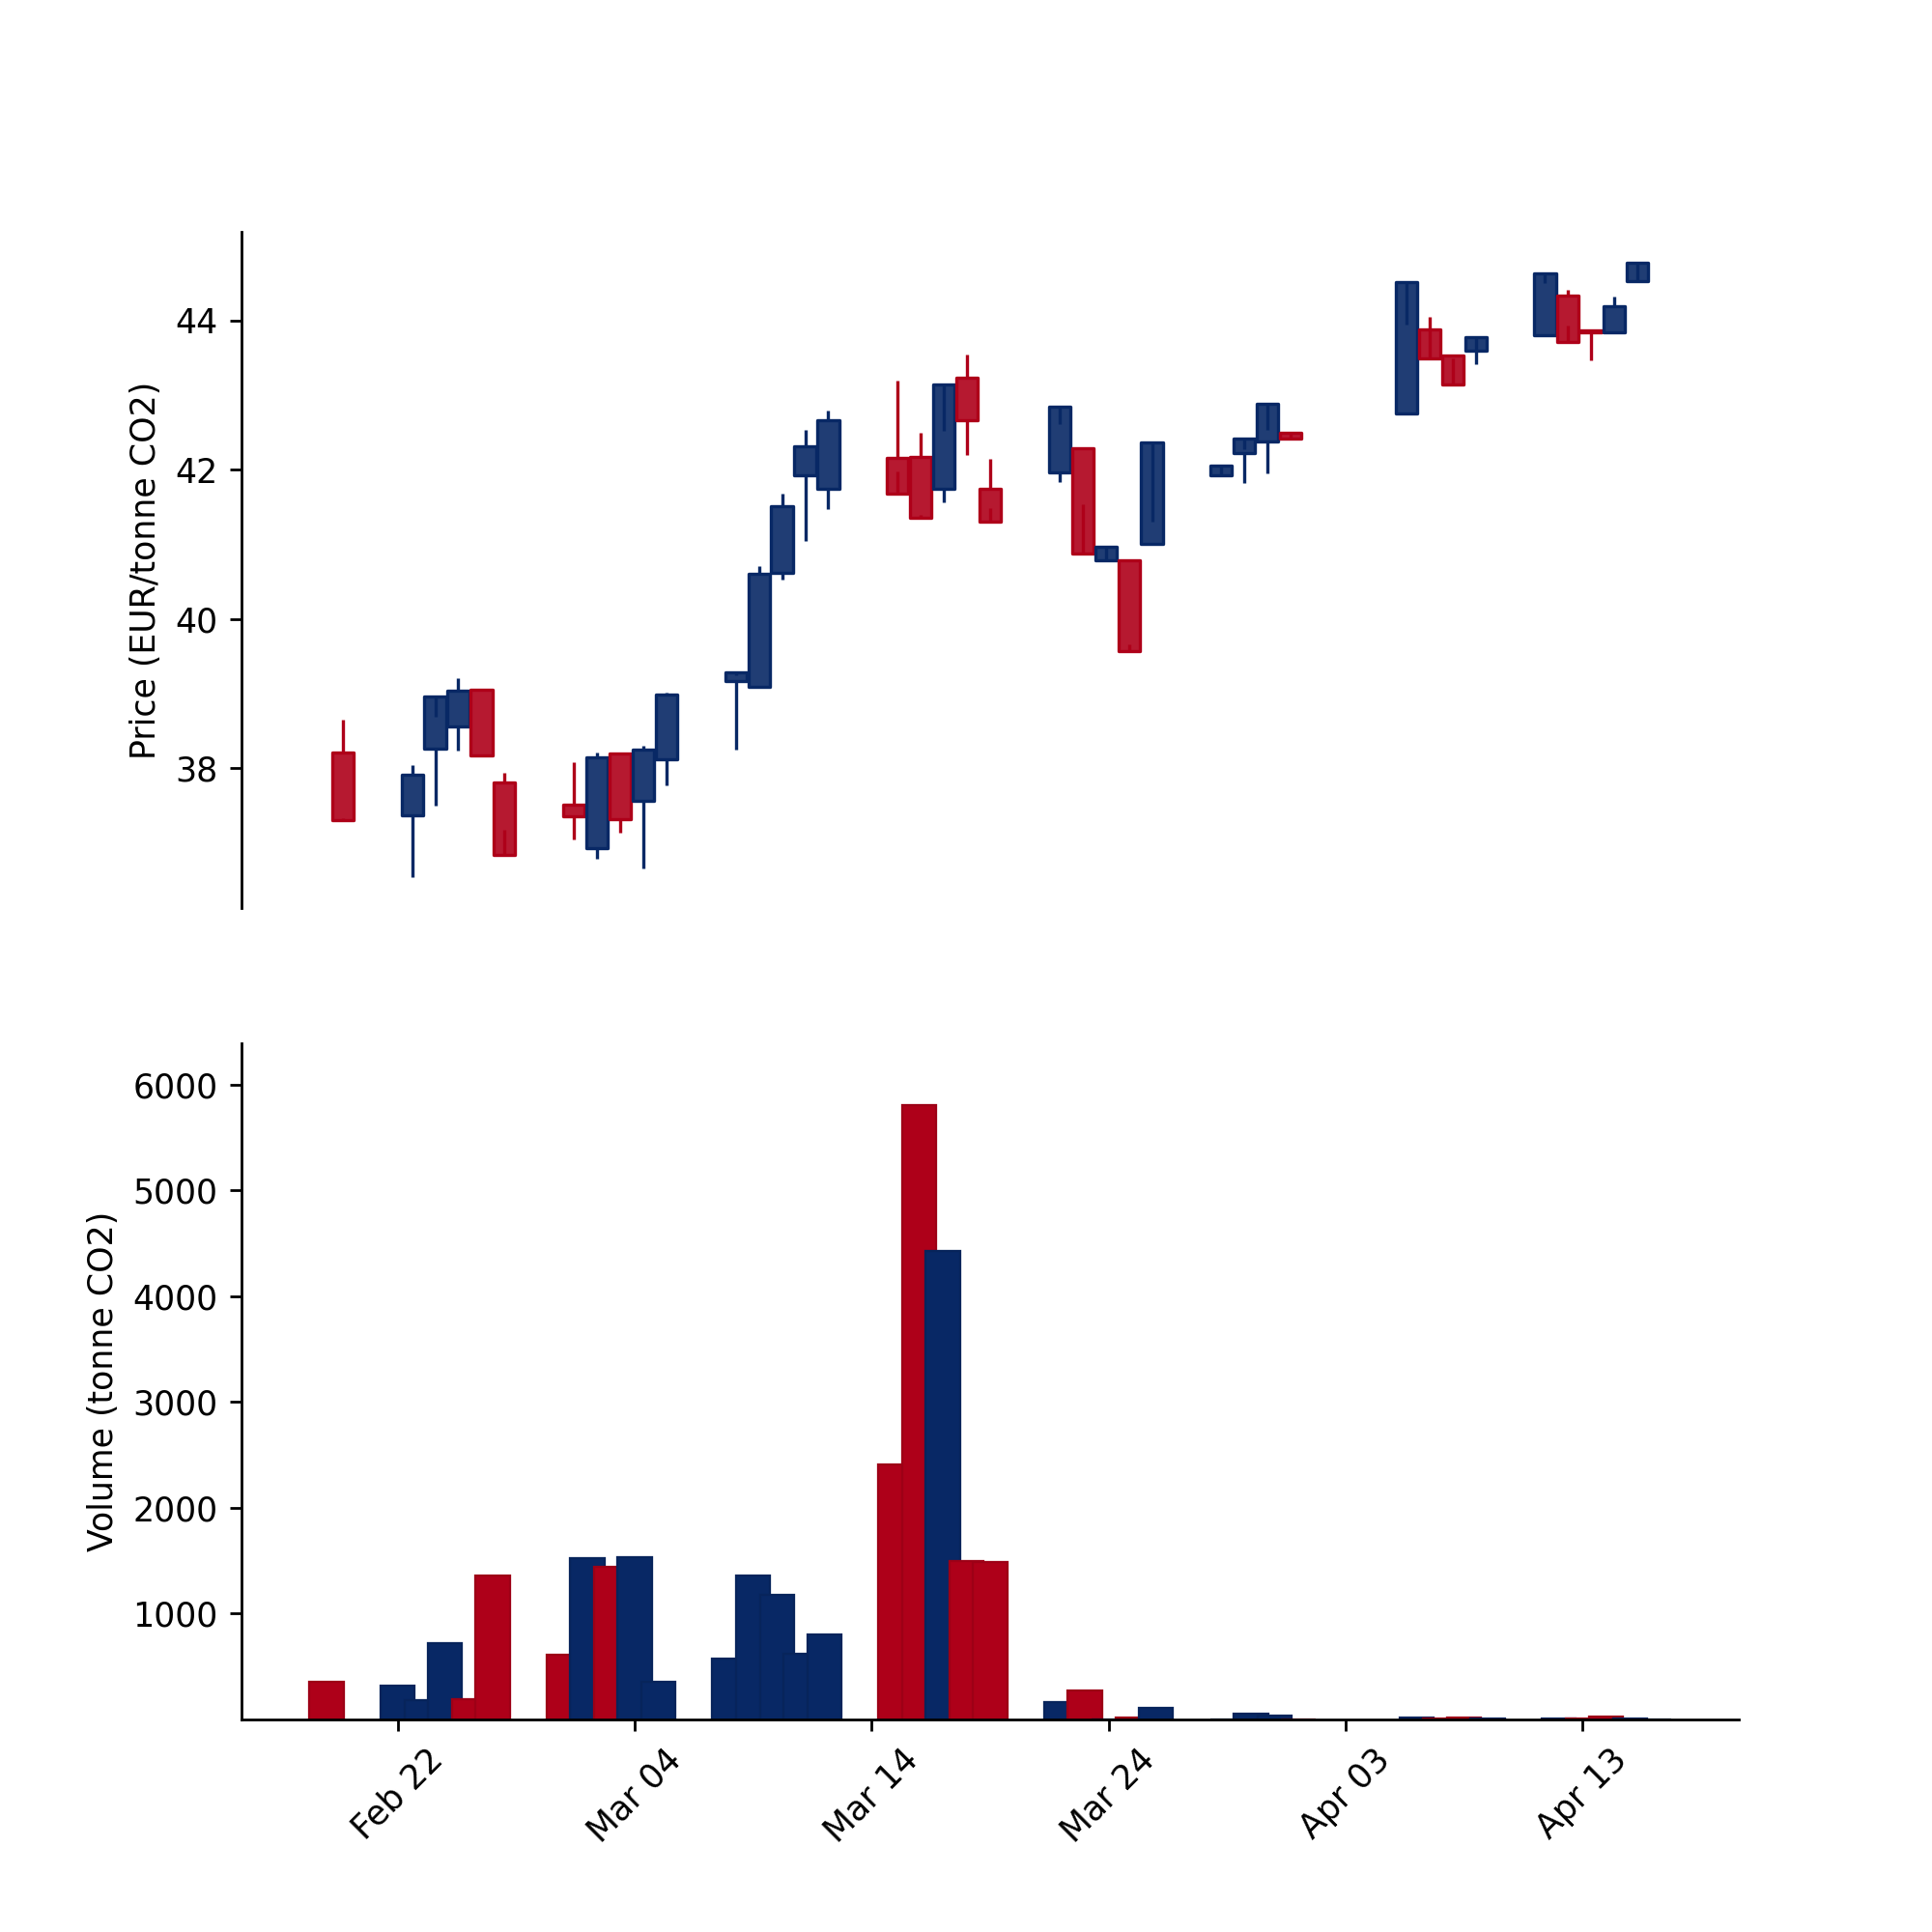 Price (EUR/tonne CO2)
44
42
40
38
Volume (tonne CO2)
6000
5000
4000
3000
2000
1000
Feb 22
Mar 04
Mar 14
Mar 24
Apr 03
Apr 13